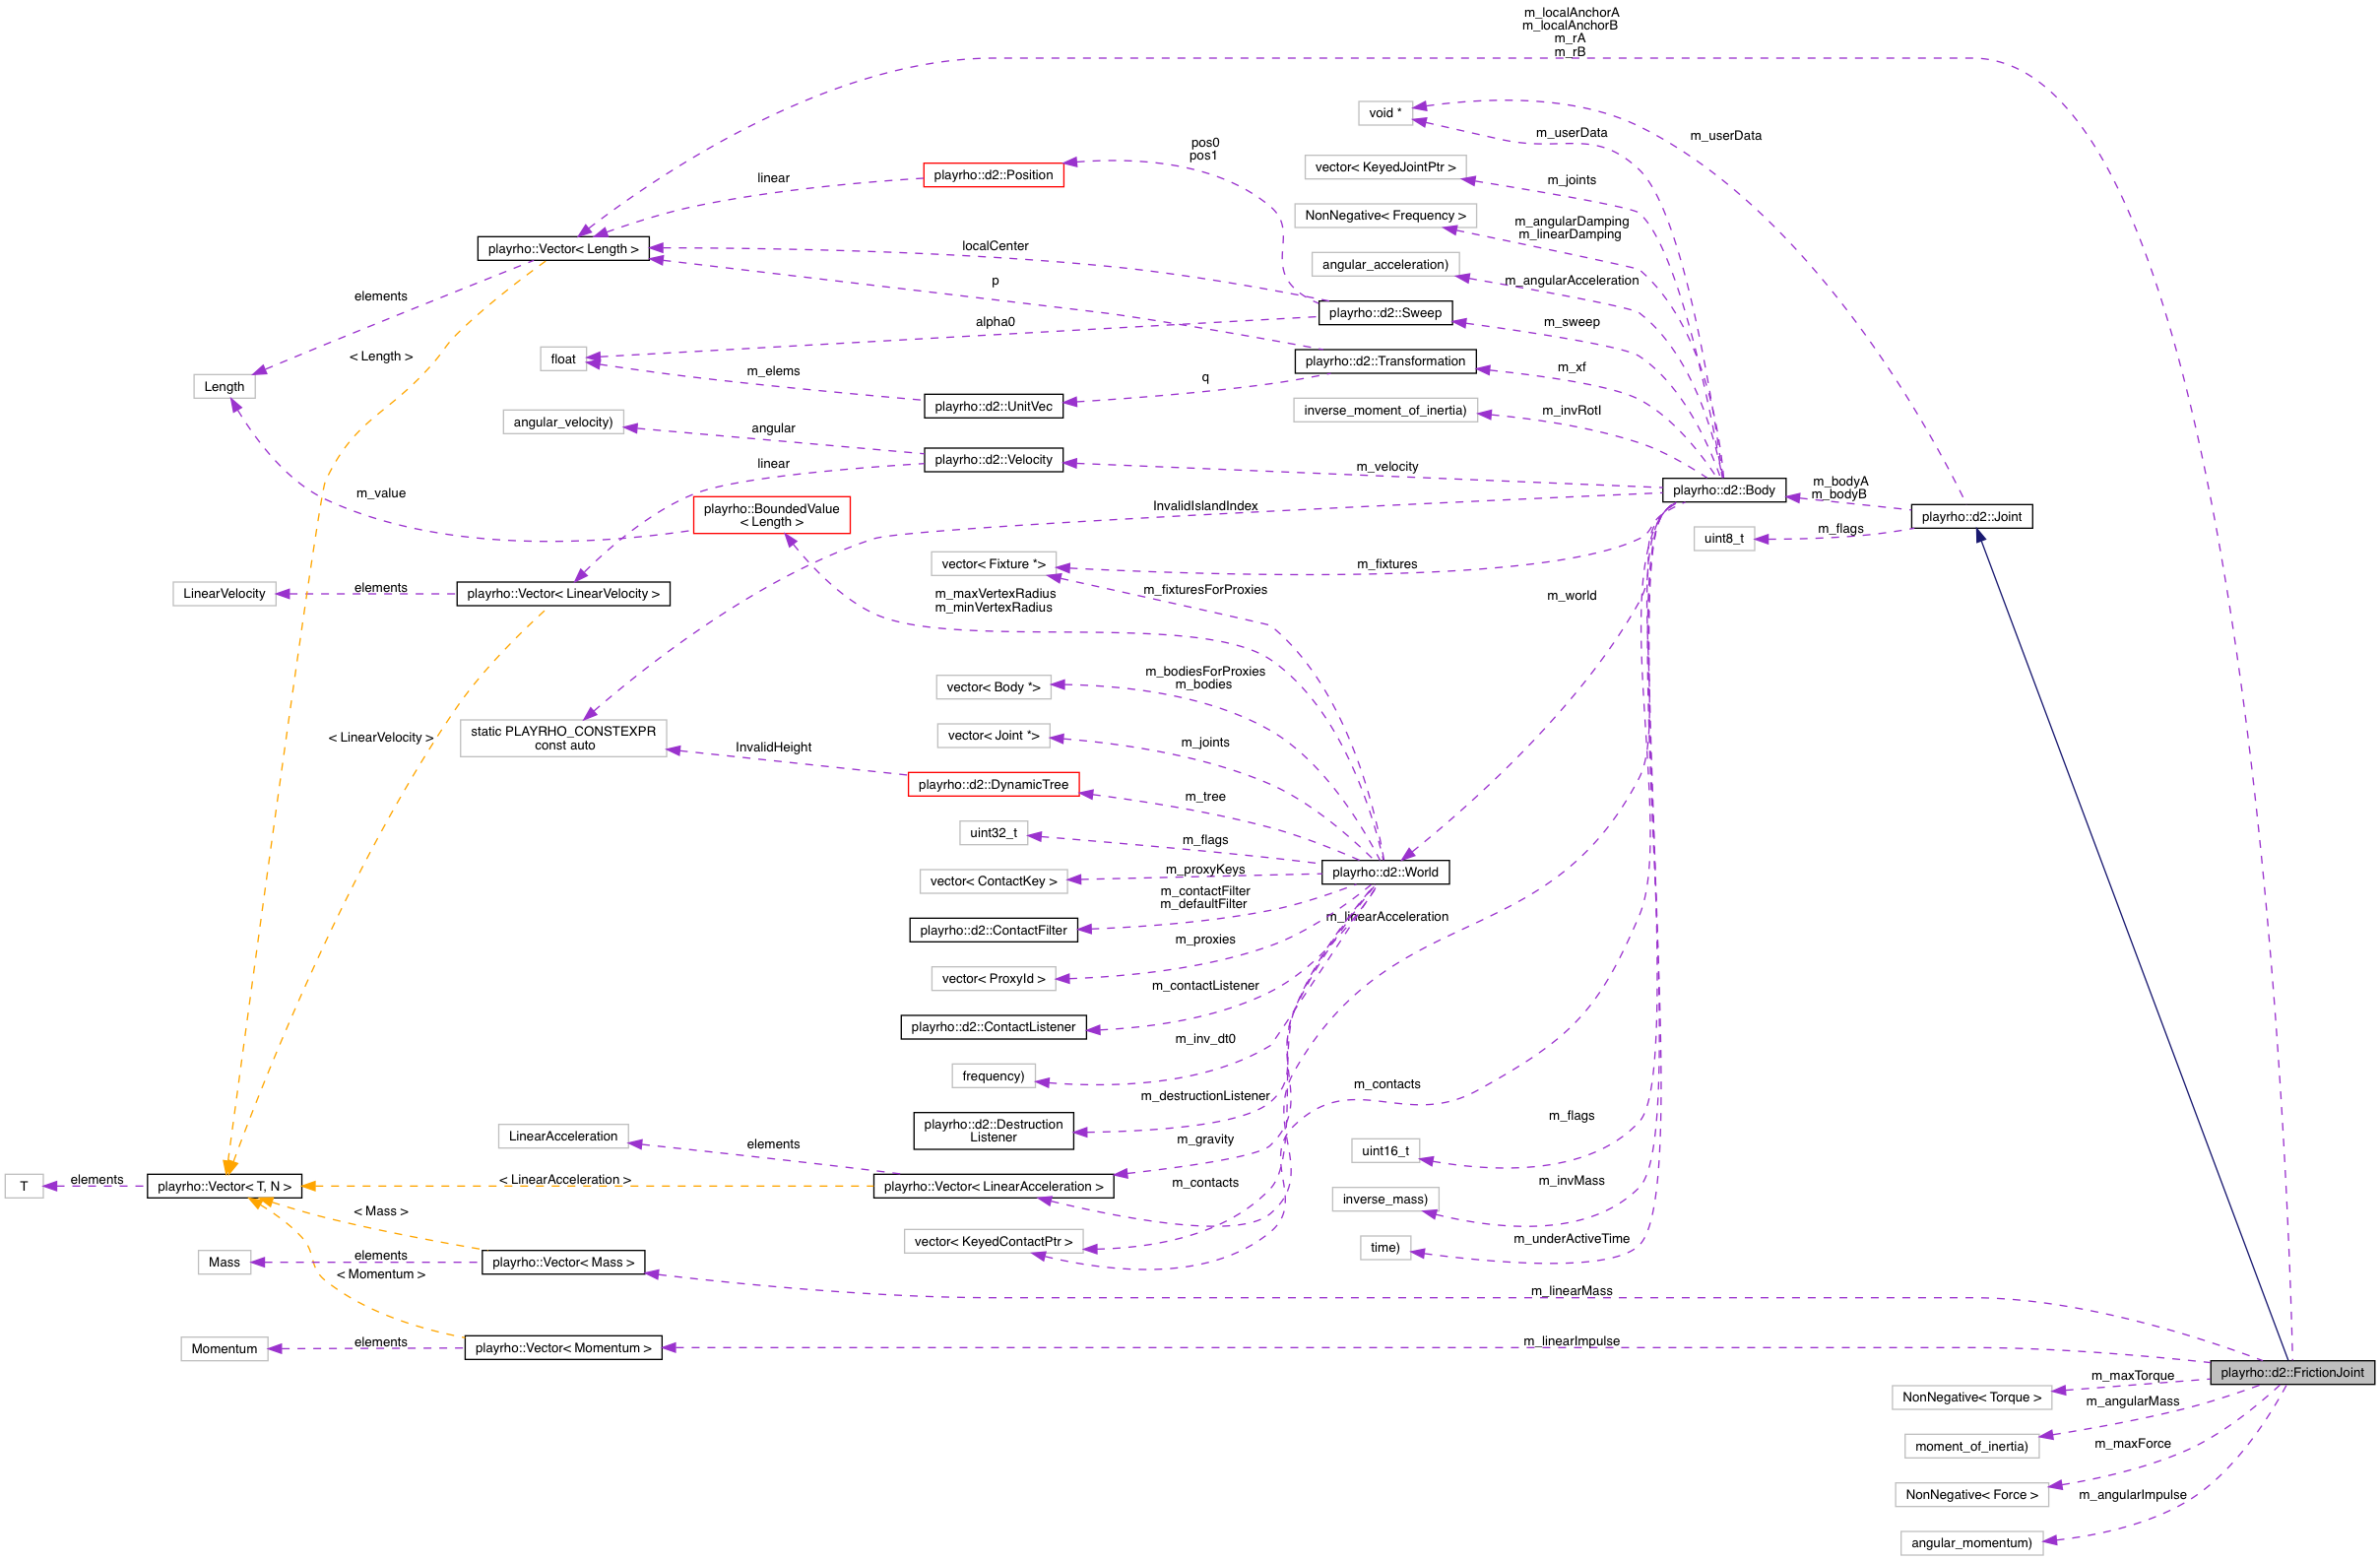 m_localAnchorA
m_localAnchorB
m_rA
m_rB
void *
m_userData
m_userData
pos0
pos1
vector< KeyedJointPtr >
playrho::d2::Position
linear
m_joints
NonNegative< Frequency >
m_angularDamping
m_linearDamping
playrho::Vector< Length >
localCenter
angular_acceleration)
p
m_angularAcceleration
elements
playrho::d2::Sweep
alpha0
m_sweep
< Length >
float
playrho::d2::Transformation
m_xf
Length
m_elems
q
playrho::d2::UnitVec
inverse_moment_of_inertia)
m_invRotI
angular_velocity)
angular
playrho::d2::Velocity
linear
m_velocity
m_value
playrho::d2::Body
m_bodyA
m_bodyB
playrho::BoundedValue
< Length >
InvalidIslandIndex
playrho::d2::Joint
uint8_t
m_flags
vector< Fixture *>
m_fixtures
LinearVelocity
elements
playrho::Vector< LinearVelocity >
m_maxVertexRadius
m_minVertexRadius
m_fixturesForProxies
m_world
vector< Body *>
m_bodiesForProxies
m_bodies
< LinearVelocity >
static PLAYRHO_CONSTEXPR
const auto
vector< Joint *>
m_joints
InvalidHeight
playrho::d2::DynamicTree
m_tree
uint32_t
m_flags
vector< ContactKey >
m_proxyKeys
playrho::d2::World
m_contactFilter
m_defaultFilter
playrho::d2::ContactFilter
m_linearAcceleration
vector< ProxyId >
m_proxies
m_contactListener
playrho::d2::ContactListener
m_inv_dt0
frequency)
m_destructionListener
m_contacts
playrho::d2::Destruction
Listener
m_flags
LinearAcceleration
elements
m_gravity
uint16_t
T
elements
playrho::Vector< T, N >
< LinearAcceleration >
playrho::Vector< LinearAcceleration >
m_contacts
m_invMass
inverse_mass)
< Mass >
vector< KeyedContactPtr >
m_underActiveTime
time)
Mass
elements
playrho::Vector< Mass >
< Momentum >
m_linearMass
Momentum
elements
playrho::Vector< Momentum >
m_linearImpulse
playrho::d2::FrictionJoint
m_maxTorque
NonNegative< Torque >
m_angularMass
moment_of_inertia)
m_maxForce
NonNegative< Force >
m_angularImpulse
angular_momentum)